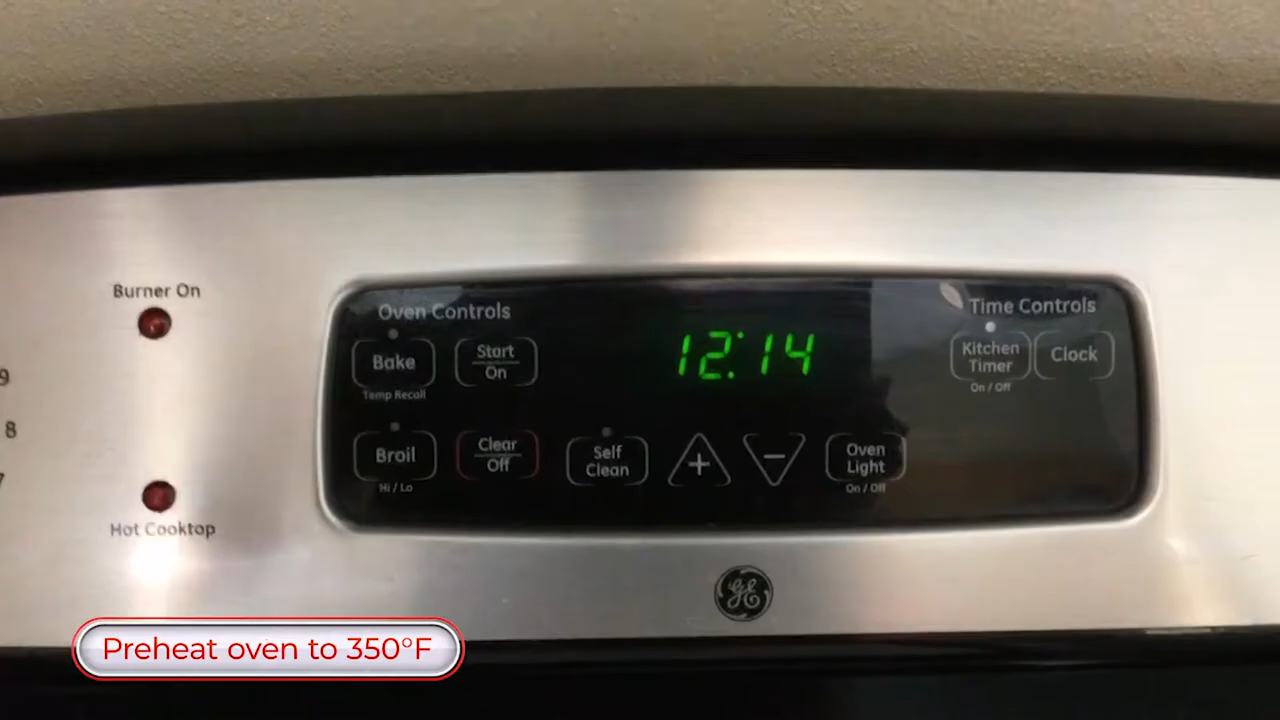 Burner On
9
8
7
Hot Cooktop
Oven Controls
Bake
Temp Recall
Start
On
Broil
Hi / Lo
Clear
Off
Self
Clean
+
−
Oven
Light
On / Off
12:14
Time Controls
Kitchen
Timer
On / Off
Clock
GE
Preheat oven to 350°F